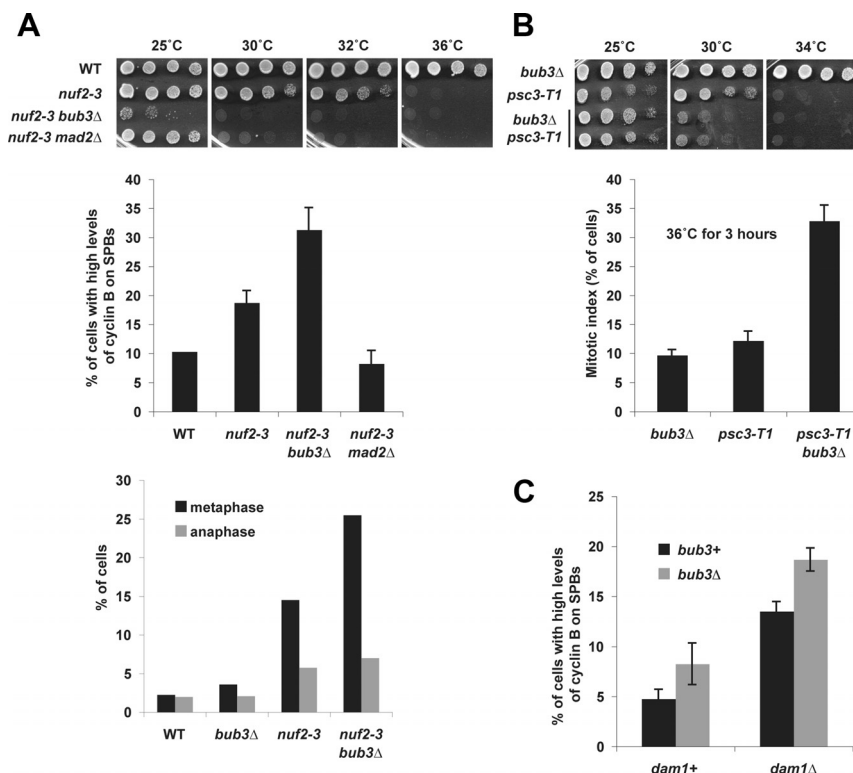 A
25˚C 30˚C 32˚C 36˚C
WT
nuf2-3
nuf2-3 bub3Δ
nuf2-3 mad2Δ
% of cells with high levels
of cyclin B on SPBs
40
35
30
25
20
15
10
5
0
WT nuf2-3 nuf2-3 nuf2-3
bub3Δ mad2Δ
% of cells
30
25
20
15
10
5
0
metaphase
anaphase
WT bub3Δ nuf2-3 nuf2-3
bub3Δ
B
25˚C 30˚C 34˚C
bub3Δ
psc3-T1
bub3Δ
psc3-T1
Mitotic index (% of cells)
40
35
30
25
20
15
10
5
0
36˚C for 3 hours
bub3Δ psc3-T1 psc3-T1
bub3Δ
C
% of cells with high levels
of cyclin B on SPBs
25
20
15
10
5
0
bub3+
bub3Δ
dam1+ dam1Δ